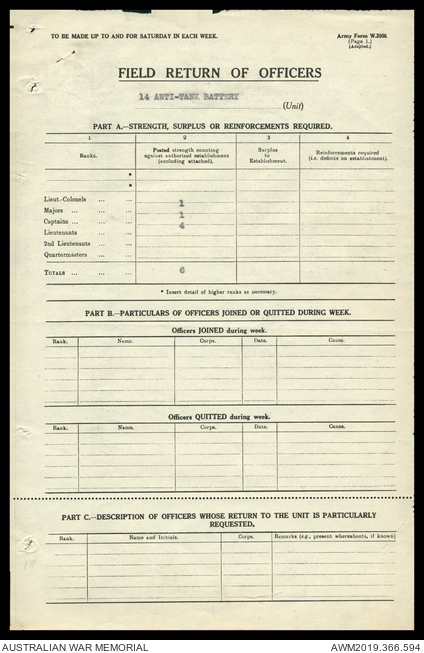 TO BE MADE UP TO AND FOR SATURDAY IN EACH WEEK.
Army Form W.3008
(Page 1.)
(Adapted.)
FIELD RETURN OF OFFICERS
14 ANTI-TANK BATTERY
(Unit)
PART A.—STRENGTH, SURPLUS OR REINFORCEMENTS REQUIRED.
1 2 3 4
Ranks. Posted strength counting against authorised establishment (excluding attached). Surplus to Establishment. Reinforcements required (i.e. deficits on establishment).
*
*
Lieut.-Colonels ... ... 1
Majors ... ... ... 1
Captains ... ... ... 4
Lieutenants ... ...
2nd Lieutenants ... ...
Quartermasters ... ...
TOTALS ... ... 6
* Insert detail of higher ranks as necessary.
PART B.—PARTICULARS OF OFFICERS JOINED OR QUITTED DURING WEEK.
Officers JOINED during week.
Rank. Name. Corps. Date. Cause.
Officers QUITTED during week.
Rank. Name. Corps. Date. Cause.
PART C.—DESCRIPTION OF OFFICERS WHOSE RETURN TO THE UNIT IS PARTICULARLY
REQUESTED.
Rank. Name and Initials. Corps. Remarks (e.g., present whereabouts, if known)
AUSTRALIAN WAR MEMORIAL
AWM2019.366.594